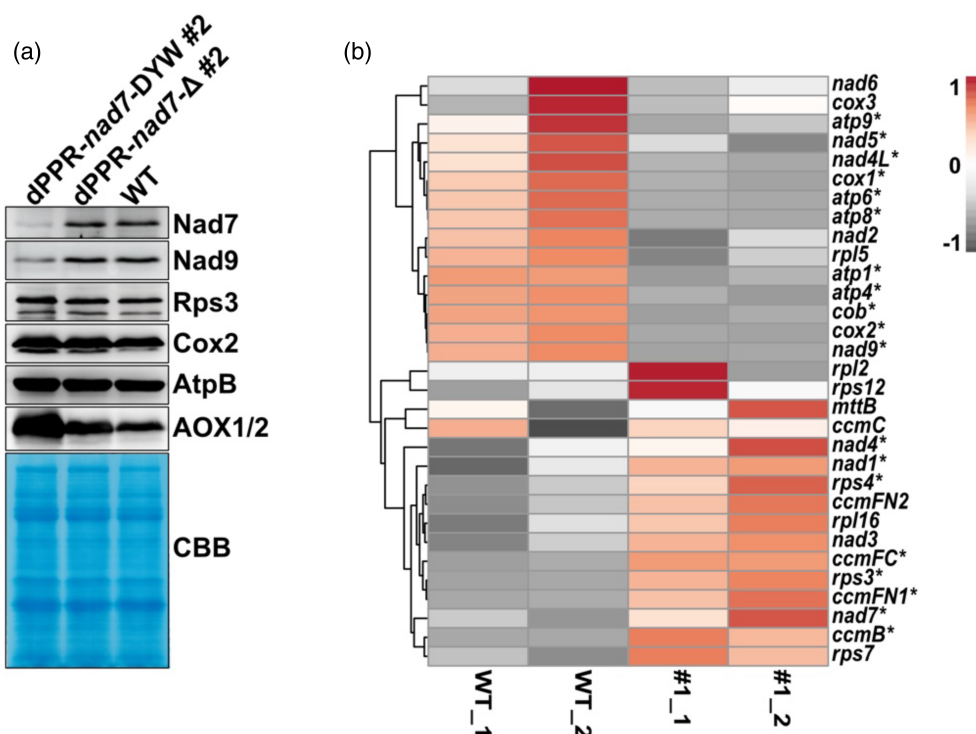 (a)
dPPR-nad7-DYW #2
dPPR-nad7-Δ #2
WT
Nad7
Nad9
Rps3
Cox2
AtpB
AOX1/2
CBB
(b)
nad6
cox3
atp9*
nad5*
nad4L*
cox1*
atp6*
atp8*
nad2
rpl5
atp1*
atp4*
cob*
cox2*
nad9*
rpl2
rps12
mttB
ccmC
nad4*
nad1*
rps4*
ccmFN2
rpl16
nad3
ccmFC*
rps3*
ccmFN1*
nad7*
ccmB*
rps7
WT_1
WT_2
#1_1
#1_2
1
0
-1